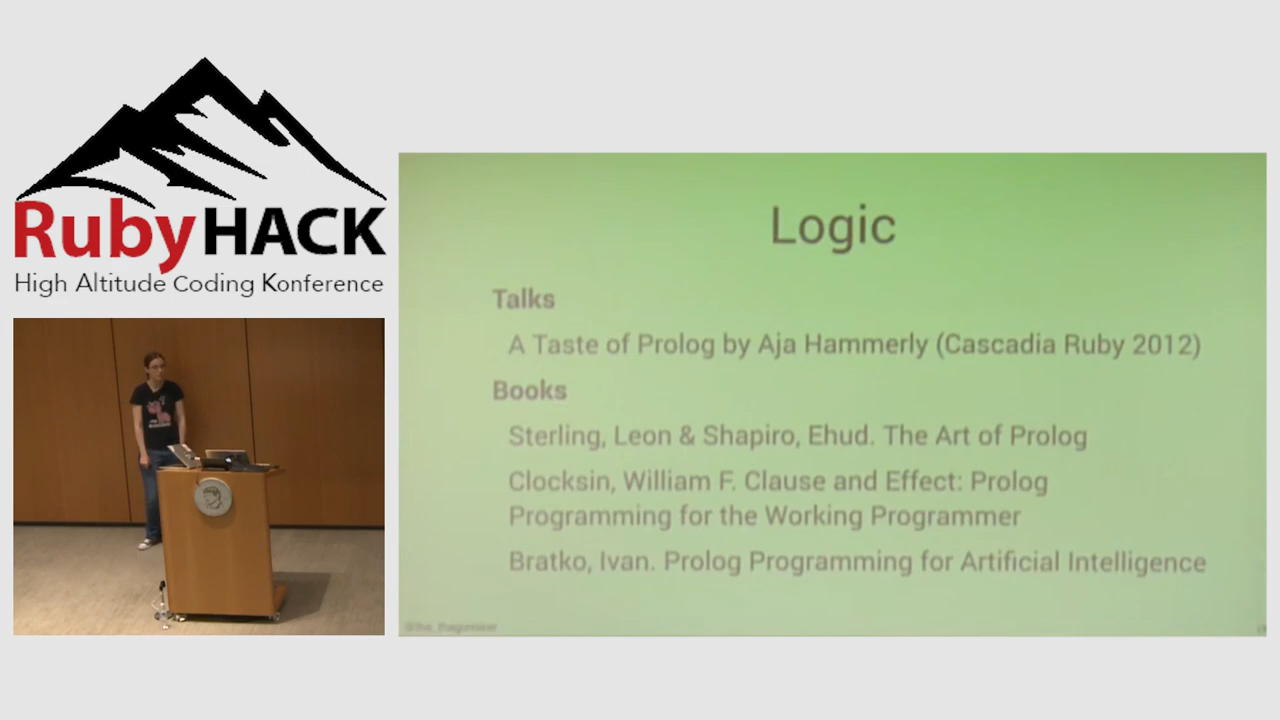 RubyHACK
High Altitude Coding Konference
Logic
Talks
A Taste of Prolog by Aja Hammerly (Cascadia Ruby 2012)
Books
Sterling, Leon & Shapiro, Ehud. The Art of Prolog
Clocksin, William F. Clause and Effect: Prolog
Programming for the Working Programmer
Bratko, Ivan. Prolog Programming for Artificial Intelligence